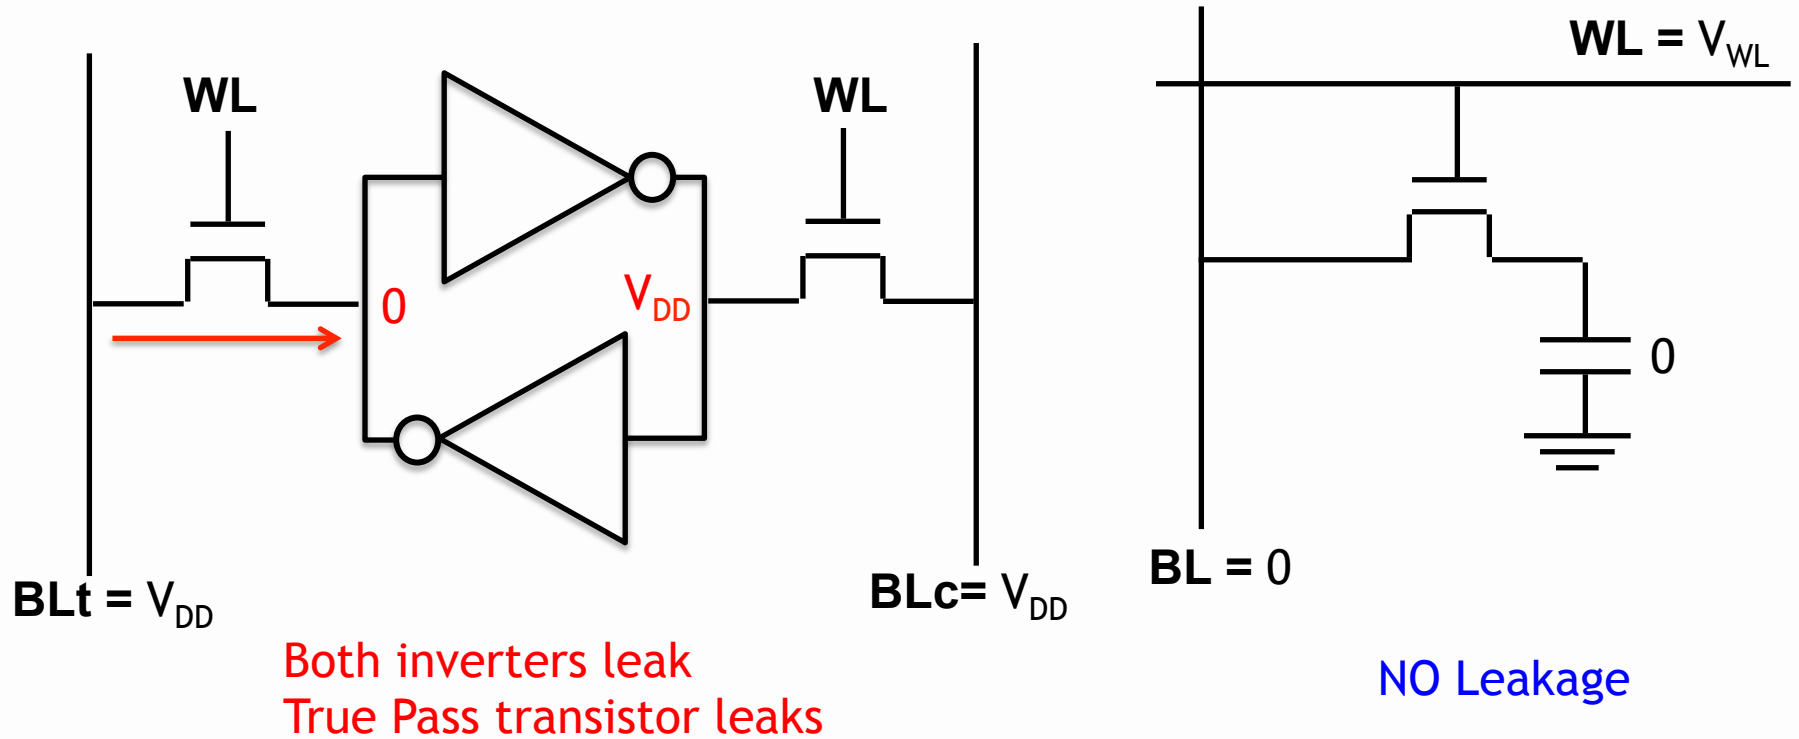 WL
WL
WL = VWL
0
VDD
0
BLt = VDD
BLc= VDD
BL = 0
Both inverters leak
True Pass transistor leaks
NO Leakage